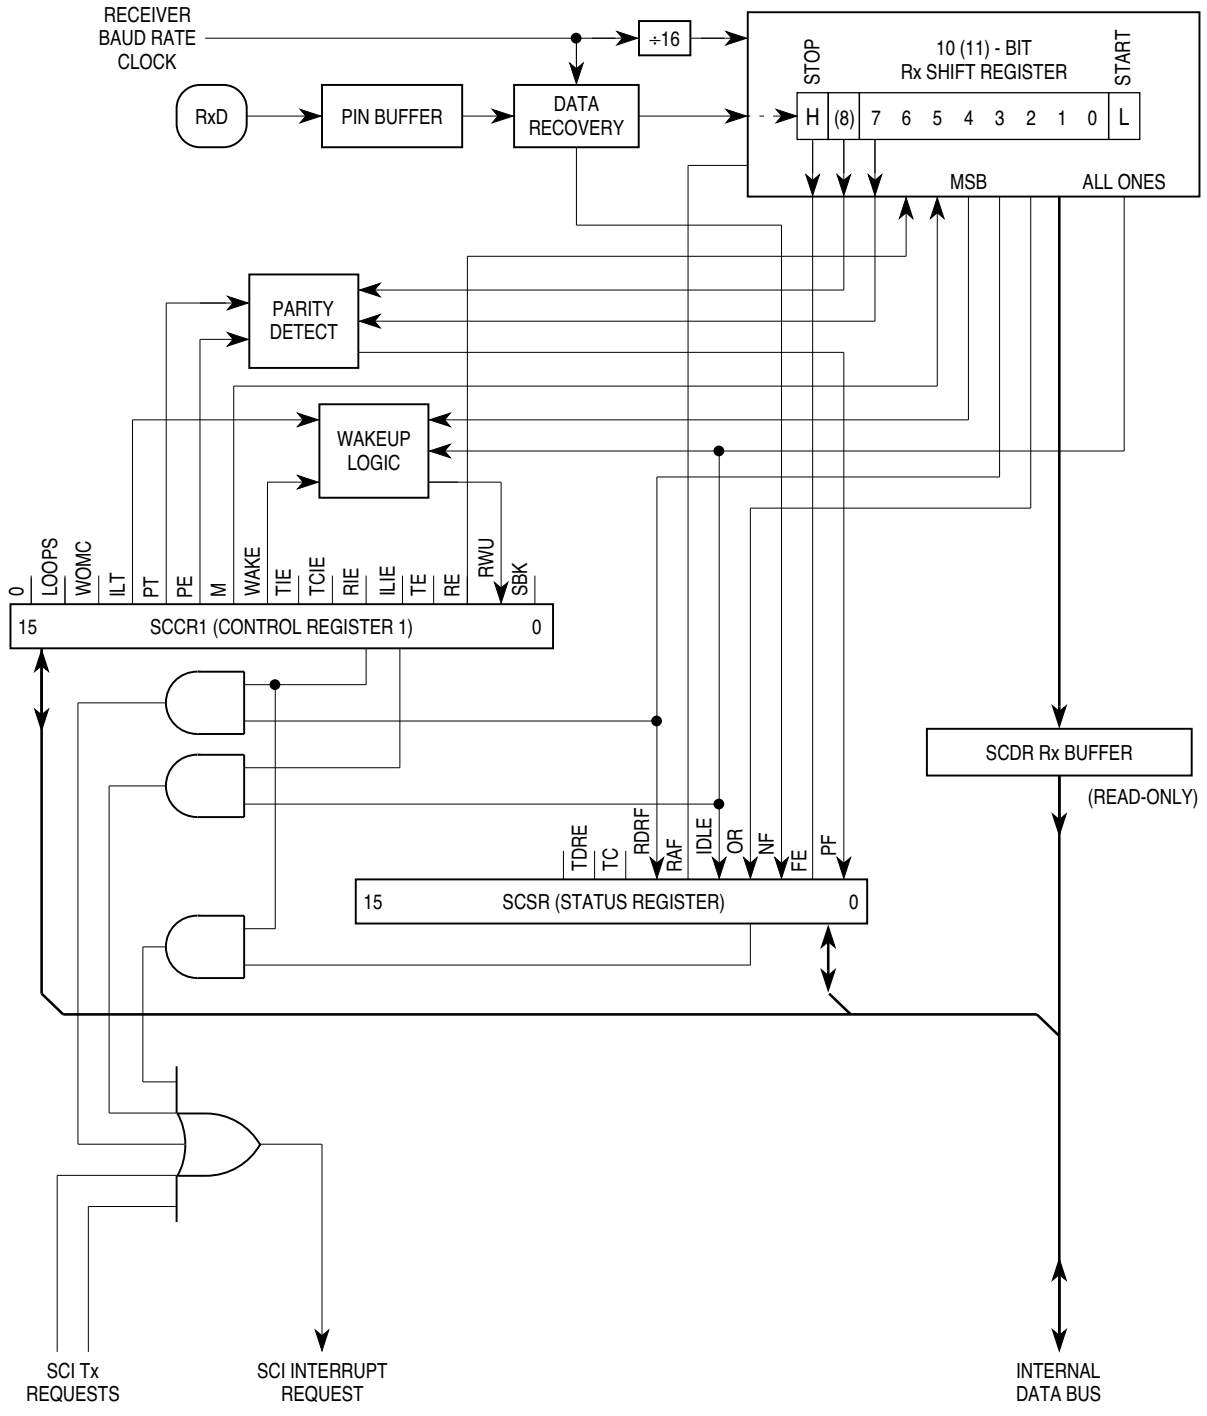 RECEIVER
BAUD RATE
CLOCK
÷16
10 (11) - BIT
Rx SHIFT REGISTER
STOP
START
RxD
PIN BUFFER
DATA
RECOVERY
H (8) 7 6 5 4 3 2 1 0 L
MSB
ALL ONES
PARITY
DETECT
WAKEUP
LOGIC
0
LOOPS
WOMC
ILT
PT
PE
M
WAKE
TIE
TCIE
RIE
ILIE
TE
RE
RWU
SBK
15 SCCR1 (CONTROL REGISTER 1) 0
SCDR Rx BUFFER
(READ-ONLY)
TDRE
TC
RDRF
RAF
IDLE
OR
NF
FE
PF
15 SCSR (STATUS REGISTER) 0
SCI Tx
REQUESTS
SCI INTERRUPT
REQUEST
INTERNAL
DATA BUS